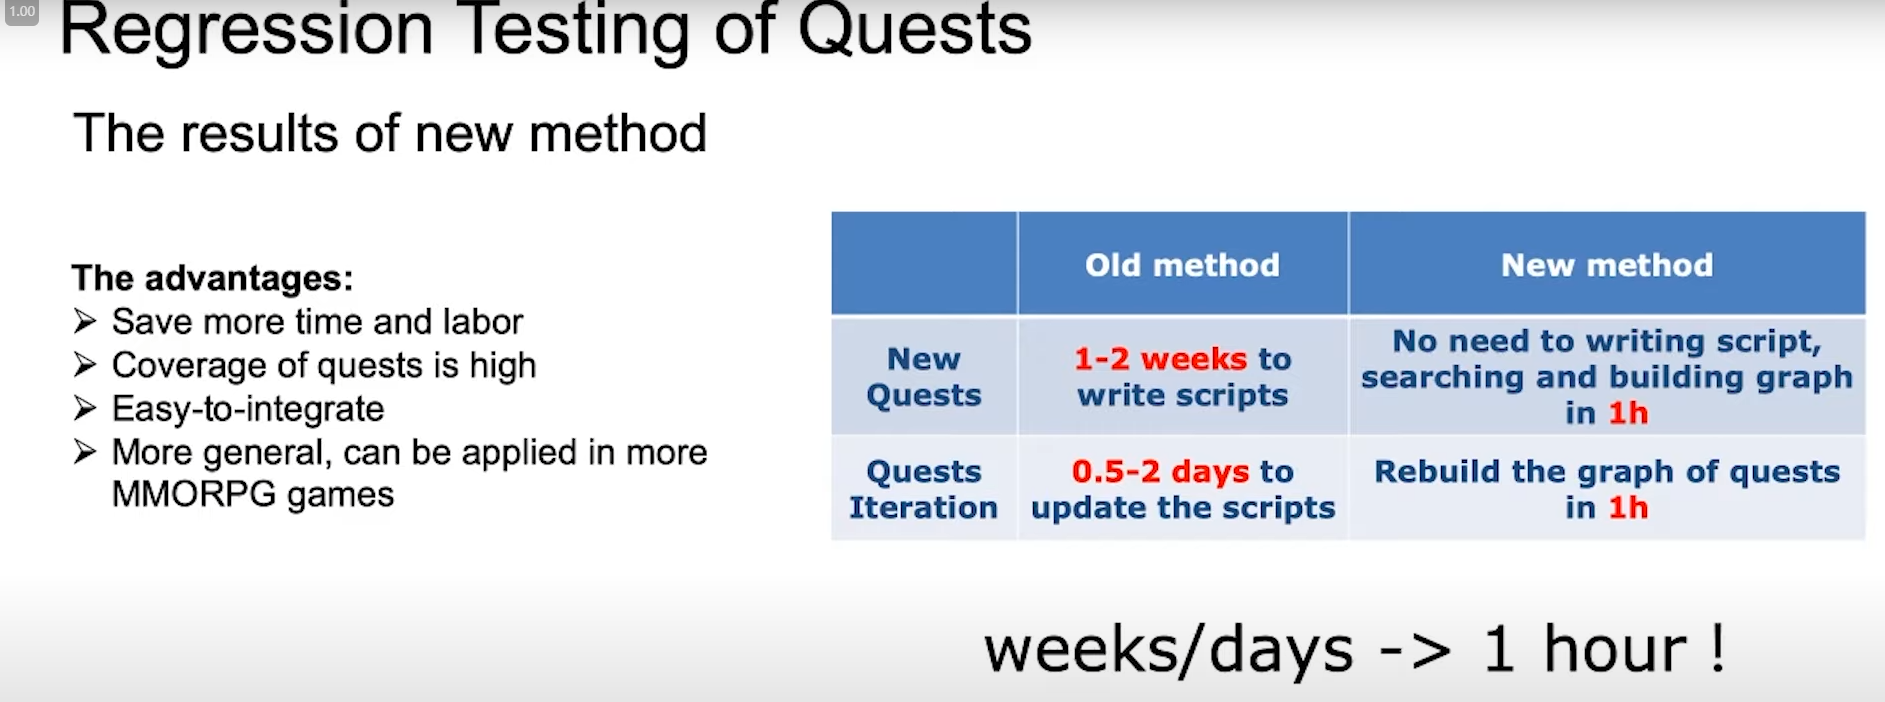 1.00
Regression Testing of Quests
The results of new method
The advantages:
➢ Save more time and labor
➢ Coverage of quests is high
➢ Easy-to-integrate
➢ More general, can be applied in more
MMORPG games
Old method
New method
New
Quests
1-2 weeks to
write scripts
No need to writing script,
searching and building graph
in 1h
Quests
Iteration
0.5-2 days to
update the scripts
Rebuild the graph of quests
in 1h
weeks/days -> 1 hour !